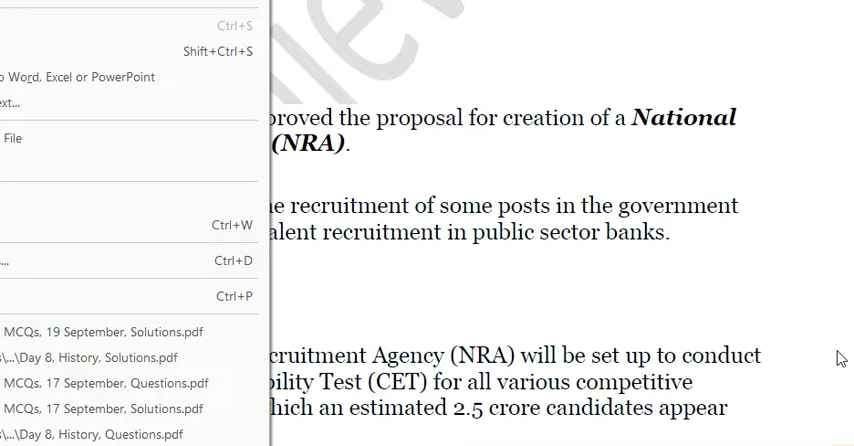 Ctrl+S
Shift+Ctrl+S
o Word, Excel or PowerPoint
ext...
File
Ctrl+W
...
Ctrl+D
Ctrl+P
MCQs, 19 September, Solutions.pdf
s\...\Day 8, History, Solutions.pdf
MCQs, 17 September, Questions.pdf
MCQs, 17 September, Solutions.pdf
s\...\Day 8, History, Questions.pdf
proved the proposal for creation of a National
(NRA).
he recruitment of some posts in the government
alent recruitment in public sector banks.
cruitment Agency (NRA) will be set up to conduct
bility Test (CET) for all various competitive
hich an estimated 2.5 crore candidates appear